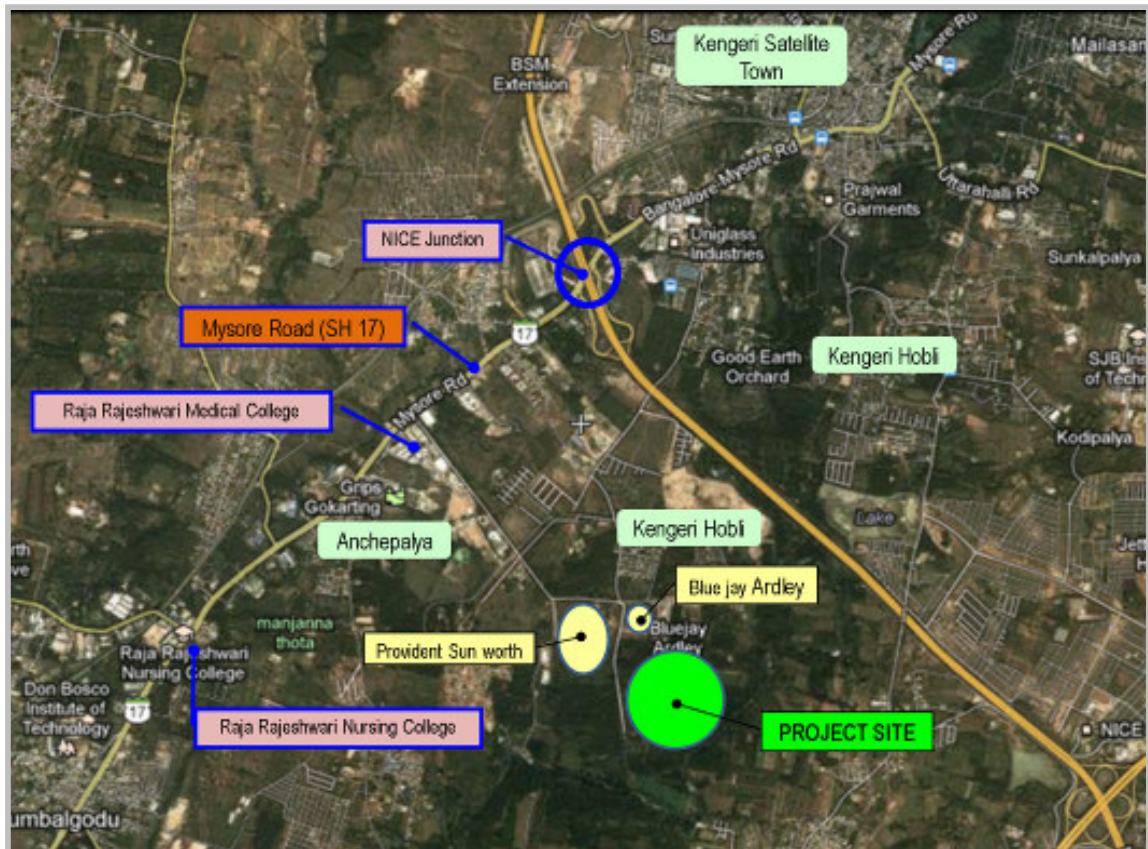 BSM
Extension
Kengeri Satellite
Town
Mysore Rd
Bangalore-Mysore Rd
Uttarahalli Rd
Prajwal
Garments
NICE Junction
Uniglass
Industries
Sunkalpalya
Mysore Road (SH 17)
17
Good Earth
Orchard
Kengeri Hobli
Raja Rajeshwari Medical College
Mysore Rd
Kodipalya
Grips
Gokarting
Anchepalya
Kengeri Hobli
Lake
Blue jay Ardley
manjanna
thota
Provident Sun worth
Bluejay
Ardley
Raja Rajeshwari
Nursing College
Don Bosco
Institute of
Technology
17
Raja Rajeshwari Nursing College
PROJECT SITE
NICE
umbalgodu